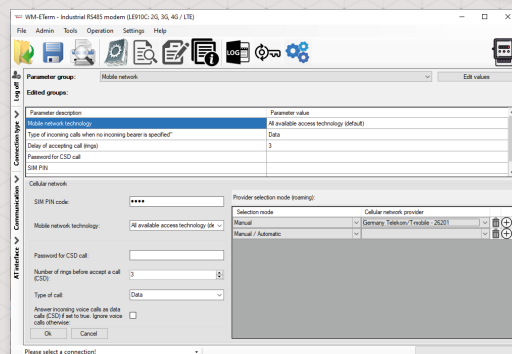 WM-ETerm - Industrial RS485 modem (LE910C: 2G, 3G, 4G / LTE)
File Admin Tools Operation Settings Help
LOG
Parameter group: Mobile network Edit values
Edited groups:
Parameter description Parameter value
Mobile network technology All available access technology (default)
Type of incoming calls when no incoming bearer is specified" Data
Delay of accepting call (rings) 3
Password for CSD call
SIM PIN
Log off
Connection type
Communication
AT interface
Cellular network
SIM PIN code: ●●●●
Mobile network technology: All available access technology (de
Password for CSD call:
Number of rings before accept a call
(CSD): 3
Type of call: Data
Answer incoming voice calls as data
calls (CSD) if set to true. Ignore voice
calls otherwise:
Ok Cancel
Provider selection mode (roaming):
Selection mode Cellular network provider
Manual Germany Telekom/T-mobile - 26201
Manual / Automatic
Please select a connection!